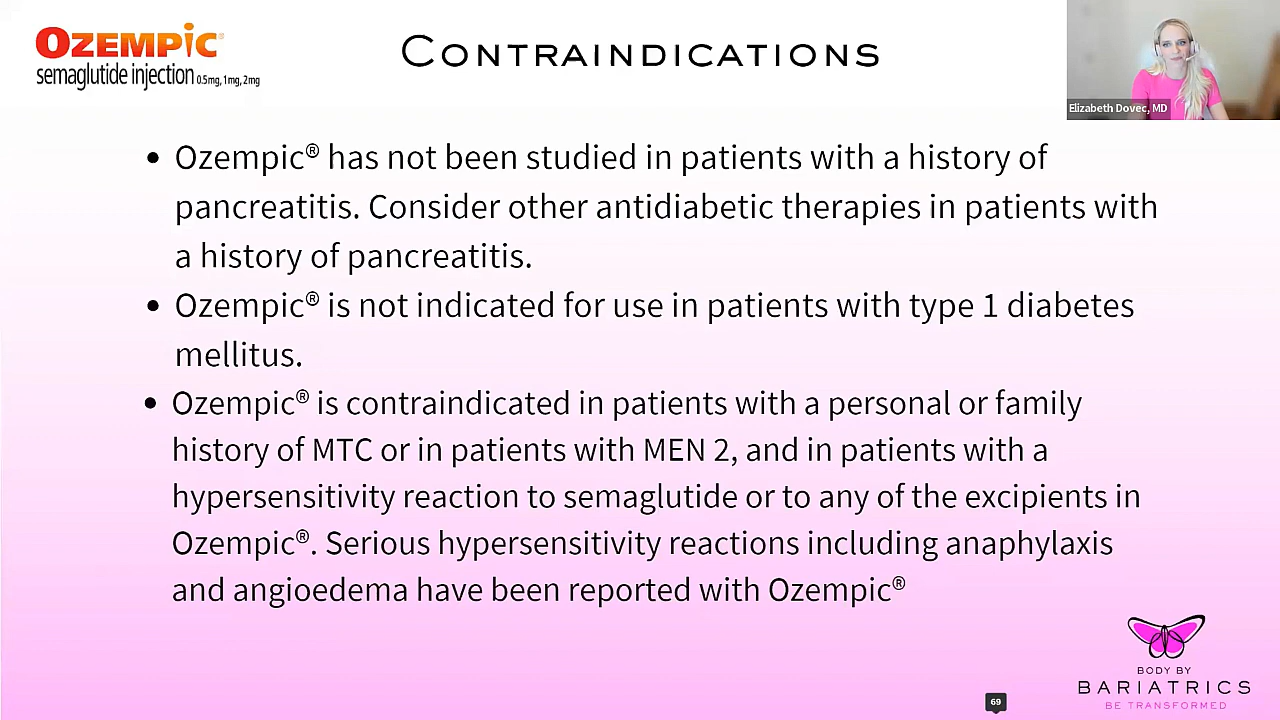 OZEMPIC®
semaglutide injection 0.5mg, 1mg, 2mg
CONTRAINDICATIONS
Elizabeth Dovec, MD
• Ozempic® has not been studied in patients with a history of
pancreatitis. Consider other antidiabetic therapies in patients with
a history of pancreatitis.
• Ozempic® is not indicated for use in patients with type 1 diabetes
mellitus.
• Ozempic® is contraindicated in patients with a personal or family
history of MTC or in patients with MEN 2, and in patients with a
hypersensitivity reaction to semaglutide or to any of the excipients in
Ozempic®. Serious hypersensitivity reactions including anaphylaxis
and angioedema have been reported with Ozempic®
BODY BY
BARIATRICS
BE TRANSFORMED
69